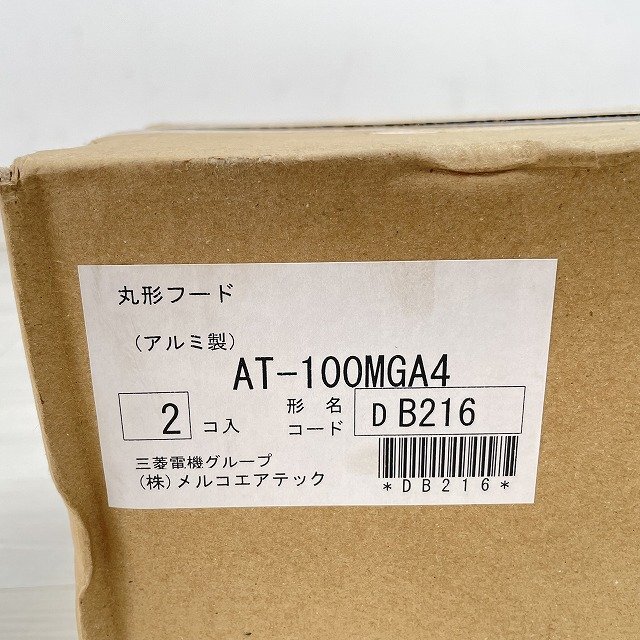 丸形フード
（アルミ製）
AT-100MGA4
2 コ入
形名コード DB216
三菱電機グループ
（株）メルコエアテック
*DB216*